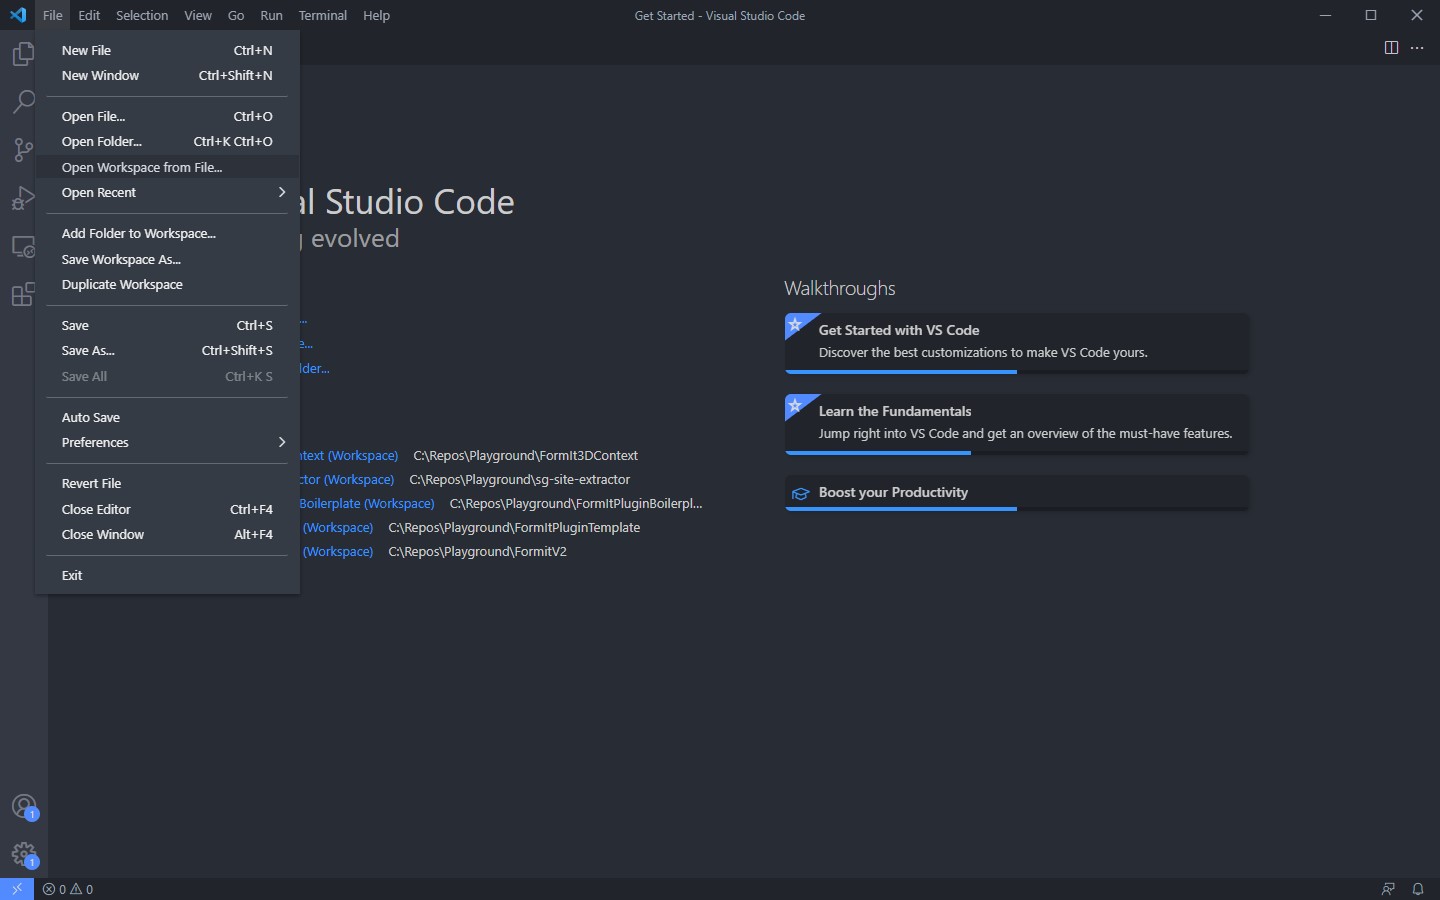 File Edit Selection View Go Run Terminal Help
Get Started - Visual Studio Code
New File Ctrl+N
New Window Ctrl+Shift+N
Open File... Ctrl+O
Open Folder... Ctrl+K Ctrl+O
Open Workspace from File...
Open Recent
Add Folder to Workspace...
Save Workspace As...
Duplicate Workspace
Save Ctrl+S
Save As... Ctrl+Shift+S
Save All Ctrl+K S
Auto Save
Preferences
Revert File
Close Editor Ctrl+F4
Close Window Alt+F4
Exit
al Studio Code
g evolved
...
e...
lder...
ntext (Workspace) C:\Repos\Playground\FormIt3DContext
ctor (Workspace) C:\Repos\Playground\sg-site-extractor
Boilerplate (Workspace) C:\Repos\Playground\FormItPluginBoilerpl...
(Workspace) C:\Repos\Playground\FormItPluginTemplate
(Workspace) C:\Repos\Playground\FormitV2
Walkthroughs
Get Started with VS Code
Discover the best customizations to make VS Code yours.
Learn the Fundamentals
Jump right into VS Code and get an overview of the must-have features.
Boost your Productivity
1
1
0 0